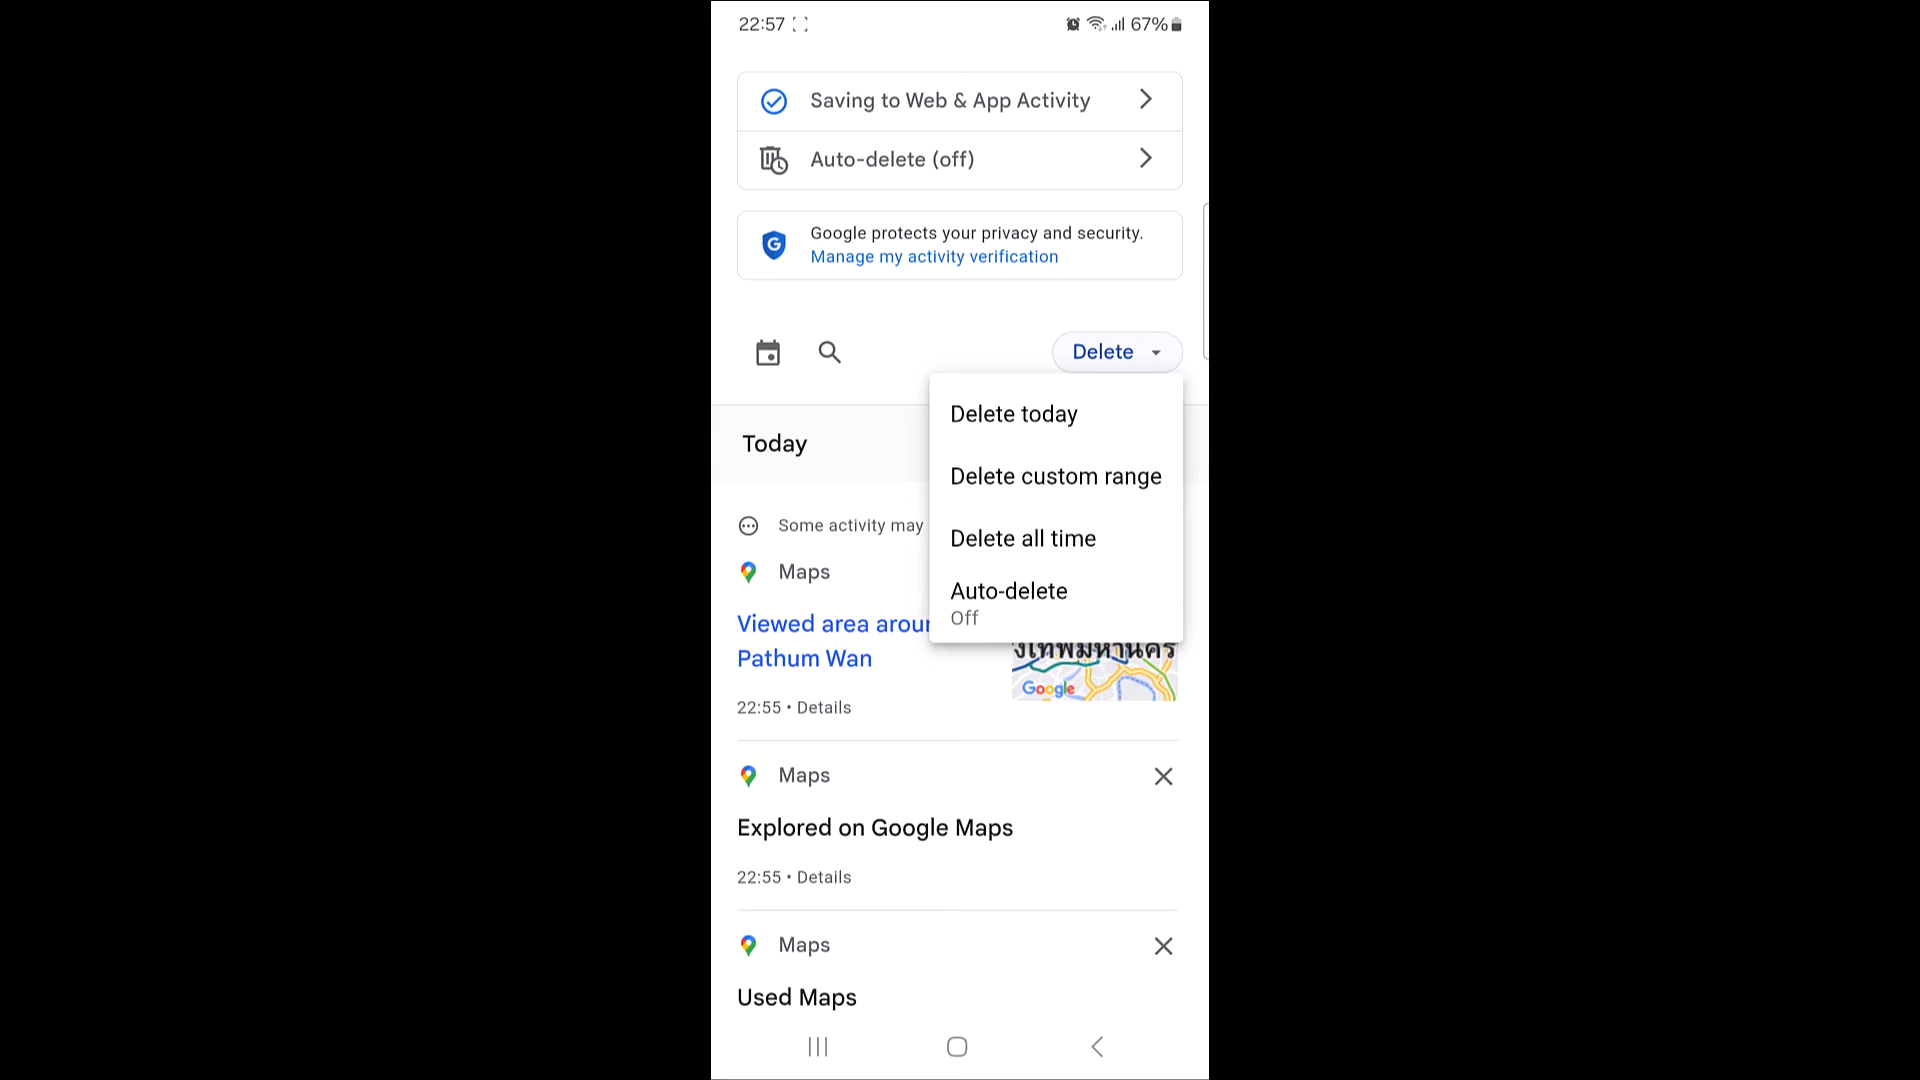 22:57
67%
Saving to Web & App Activity
Auto-delete (off)
Google protects your privacy and security.
Manage my activity verification
Delete
Delete today
Delete custom range
Delete all time
Auto-delete
Off
Today
Some activity may
Maps
Viewed area arour
Pathum Wan
Google
22:55 • Details
Maps
Explored on Google Maps
22:55 • Details
Maps
Used Maps